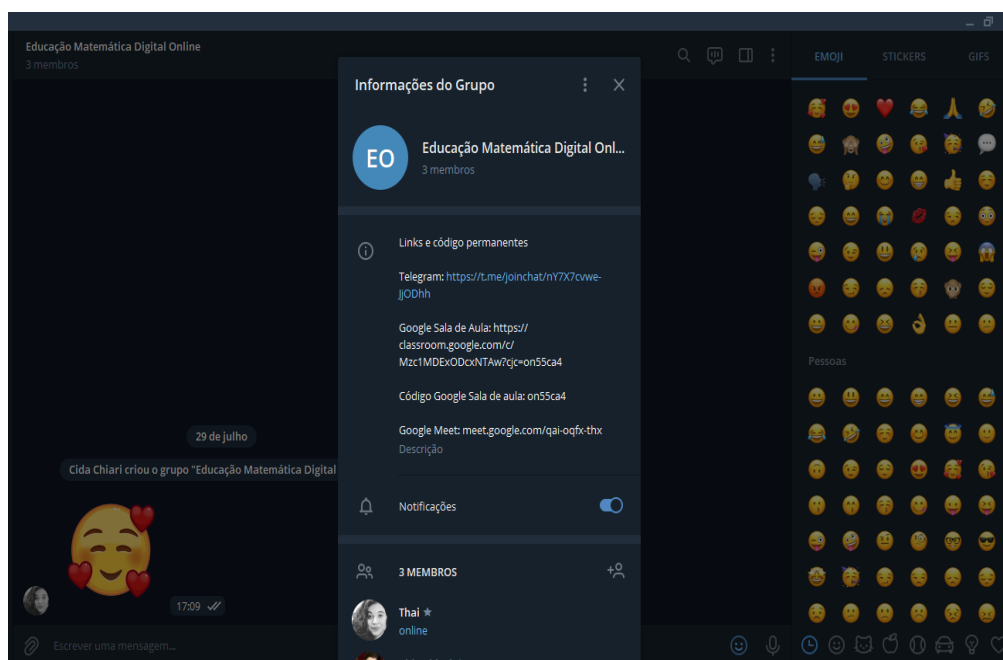 Educação Matemática Digital Online
3 membros
EMOJI
STICKERS
GIFS
Informações do Grupo
EO
Educação Matemática Digital Onl...
3 membros
Links e código permanentes
Telegram: https://t.me/joinchat/nY7X7cvwe-
JjODhh
Google Sala de Aula: https://
classroom.google.com/c/
Mzc1MDExODcxNTAw?cjc=on55ca4
Código Google Sala de aula: on55ca4
Google Meet: meet.google.com/qai-oqfx-thx
Descrição
Notificações
3 MEMBROS
Thai
online
29 de julho
Cida Chiari criou o grupo "Educação Matemática Digital
17:09
Escrever uma mensagem...
Pessoas